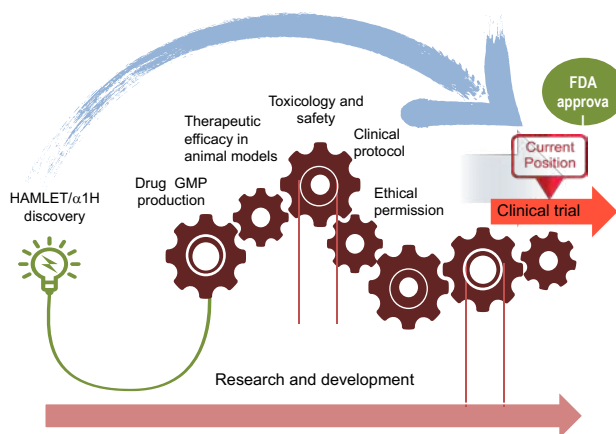 FDA
approva
Toxicology and
safety
Therapeutic
efficacy in
animal models
Clinical
protocol
Current
Position
Drug GMP
production
Ethical
permission
HAMLET/α1H
discovery
Clinical trial
Research and development